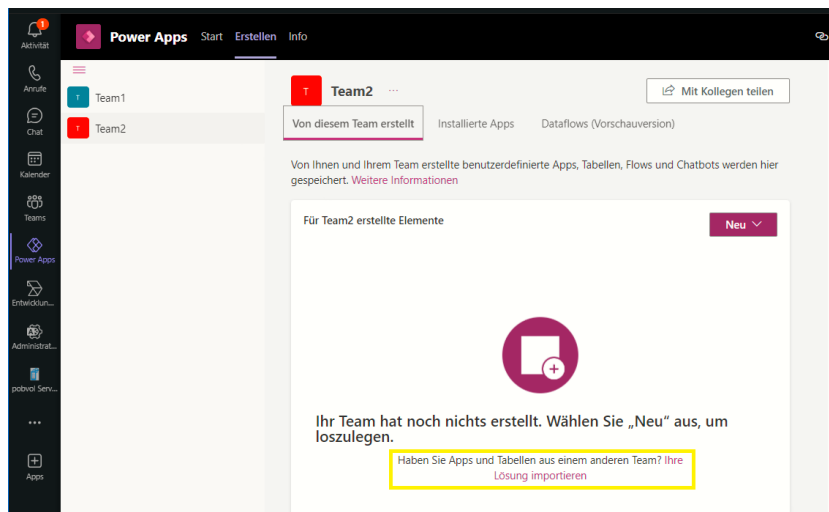 1
Aktivität
Anrufe
Chat
Kalender
Teams
Power Apps
Entwicklun...
Administrat...
pobvol Serv...
Apps
Power Apps Start Erstellen Info
T Team1
T Team2
T Team2 ...
Mit Kollegen teilen
Von diesem Team erstellt Installierte Apps Dataflows (Vorschauversion)
Von Ihnen und Ihrem Team erstellte benutzerdefinierte Apps, Tabellen, Flows und Chatbots werden hier
gespeichert. Weitere Informationen
Für Team2 erstellte Elemente
Neu
Ihr Team hat noch nichts erstellt. Wählen Sie „Neu" aus, um
loszulegen.
Haben Sie Apps und Tabellen aus einem anderen Team? Ihre
Lösung importieren